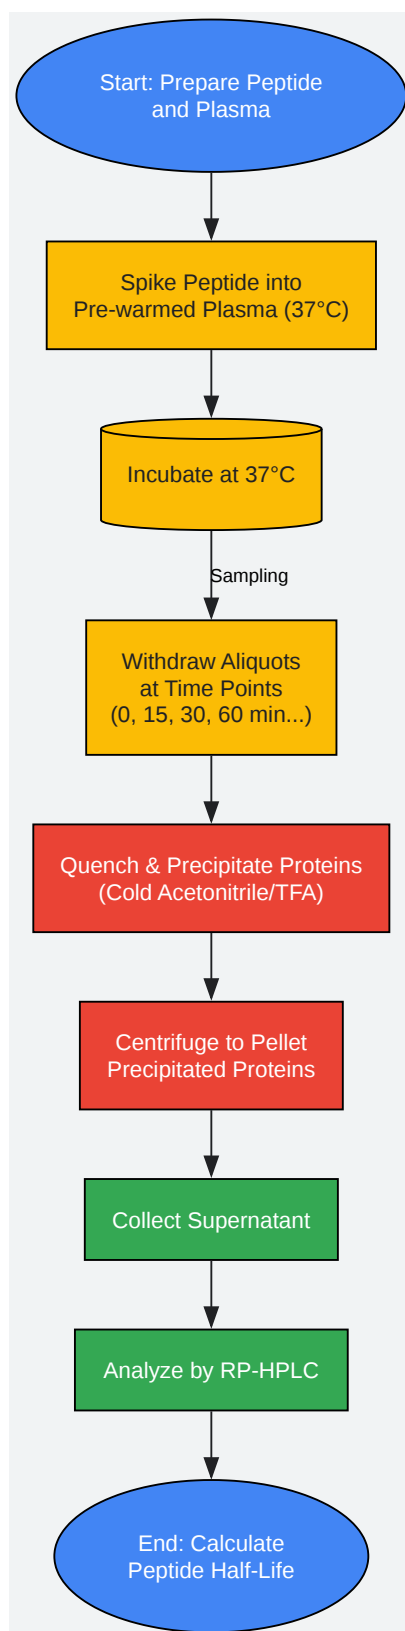 Start: Prepare Peptide
and Plasma
Spike Peptide into
Pre-warmed Plasma (37°C)
Incubate at 37°C
Sampling
Withdraw Aliquots
at Time Points
(0, 15, 30, 60 min...)
Quench & Precipitate Proteins
(Cold Acetonitrile/TFA)
Centrifuge to Pellet
Precipitated Proteins
Collect Supernatant
Analyze by RP-HPLC
End: Calculate
Peptide Half-Life